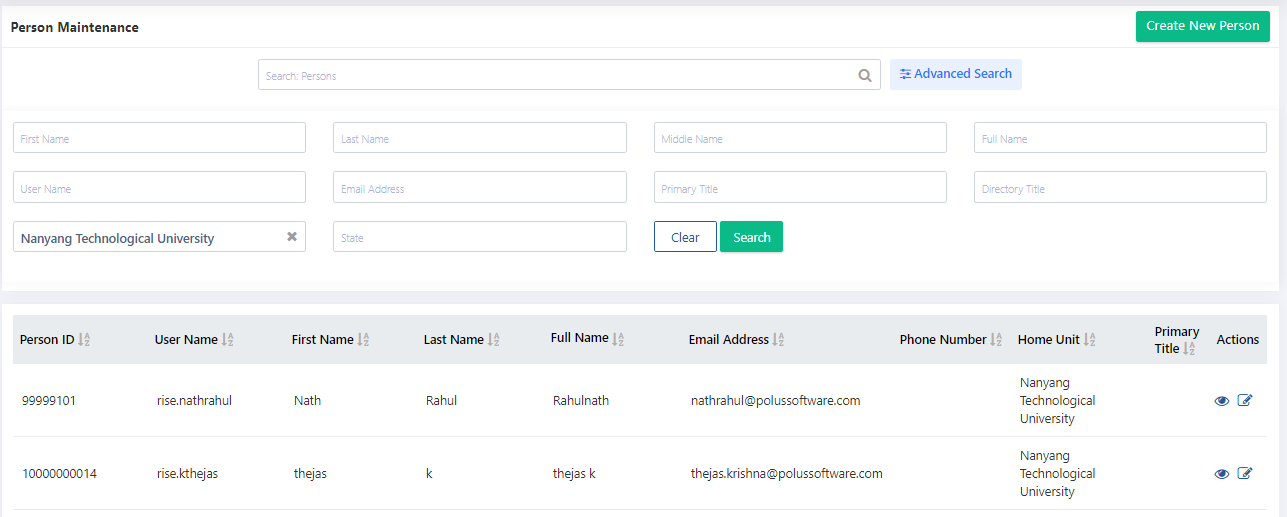 Person Maintenance
Create New Person
Search: Persons
Advanced Search
First Name
Last Name
Middle Name
Full Name
User Name
Email Address
Primary Title
Directory Title
Nanyang Technological University
State
Clear
Search
Person ID
User Name
First Name
Last Name
Full Name
Email Address
Phone Number
Home Unit
Primary
Title
Actions
99999101
rise.nathrahul
Nath
Rahul
Rahulnath
nathrahul@polussoftware.com
Nanyang
Technological
University
10000000014
rise.kthejas
thejas
k
thejas k
thejas.krishna@polussoftware.com
Nanyang
Technological
University